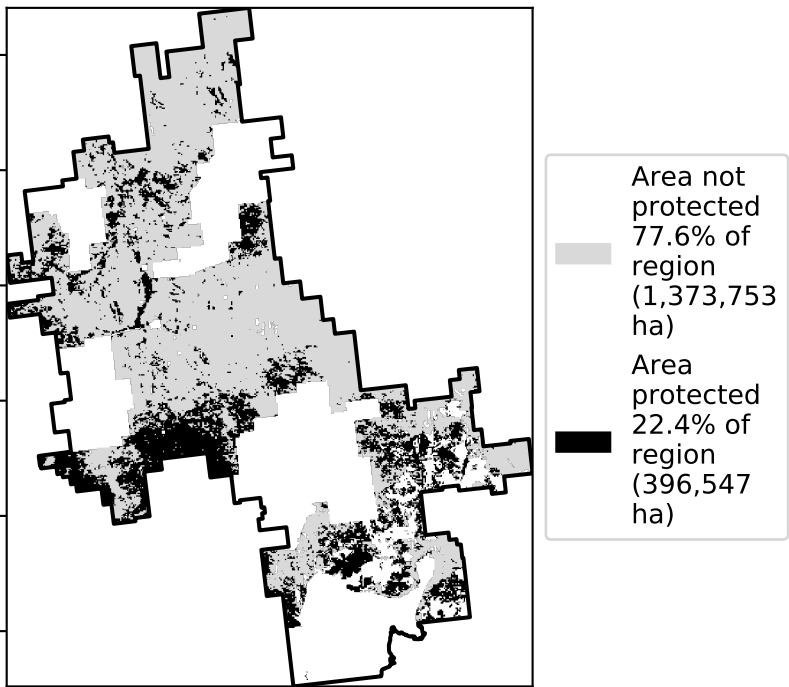 Area not
protected
77.6% of
region
(1,373,753
ha)
Area
protected
22.4% of
region
(396,547
ha)